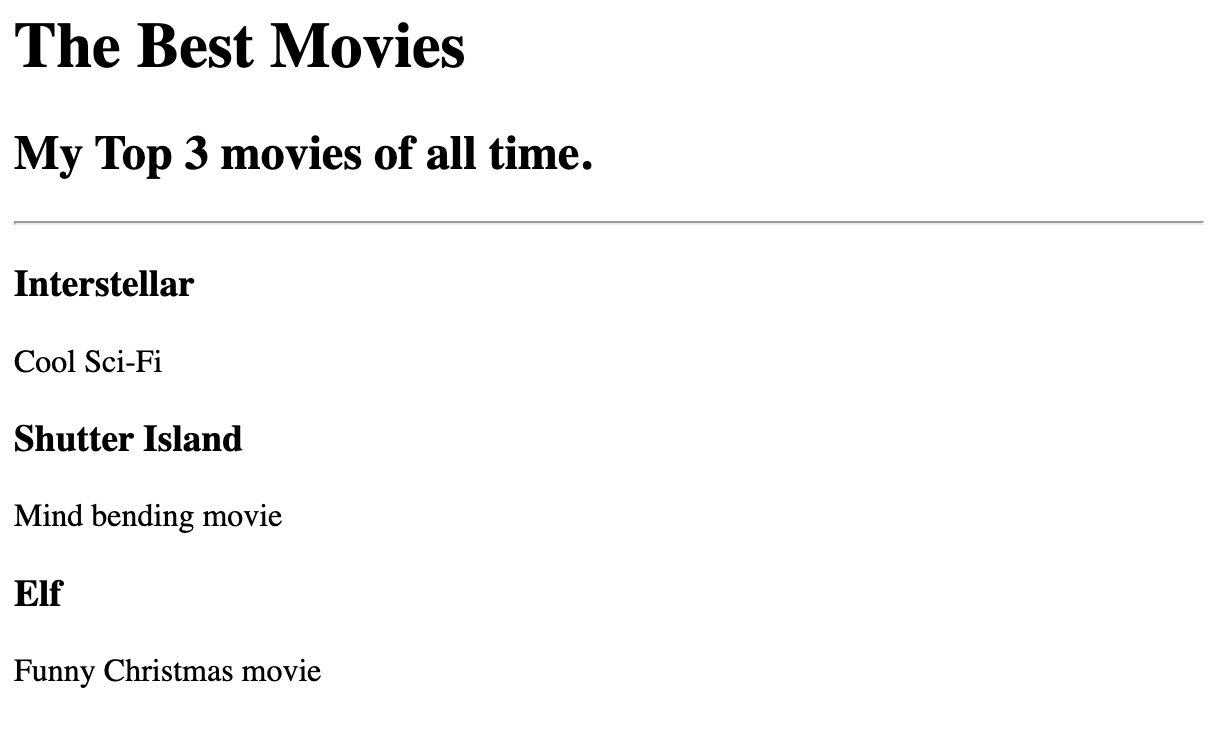 The Best Movies
My Top 3 movies of all time.
Interstellar
Cool Sci-Fi
Shutter Island
Mind bending movie
Elf
Funny Christmas movie